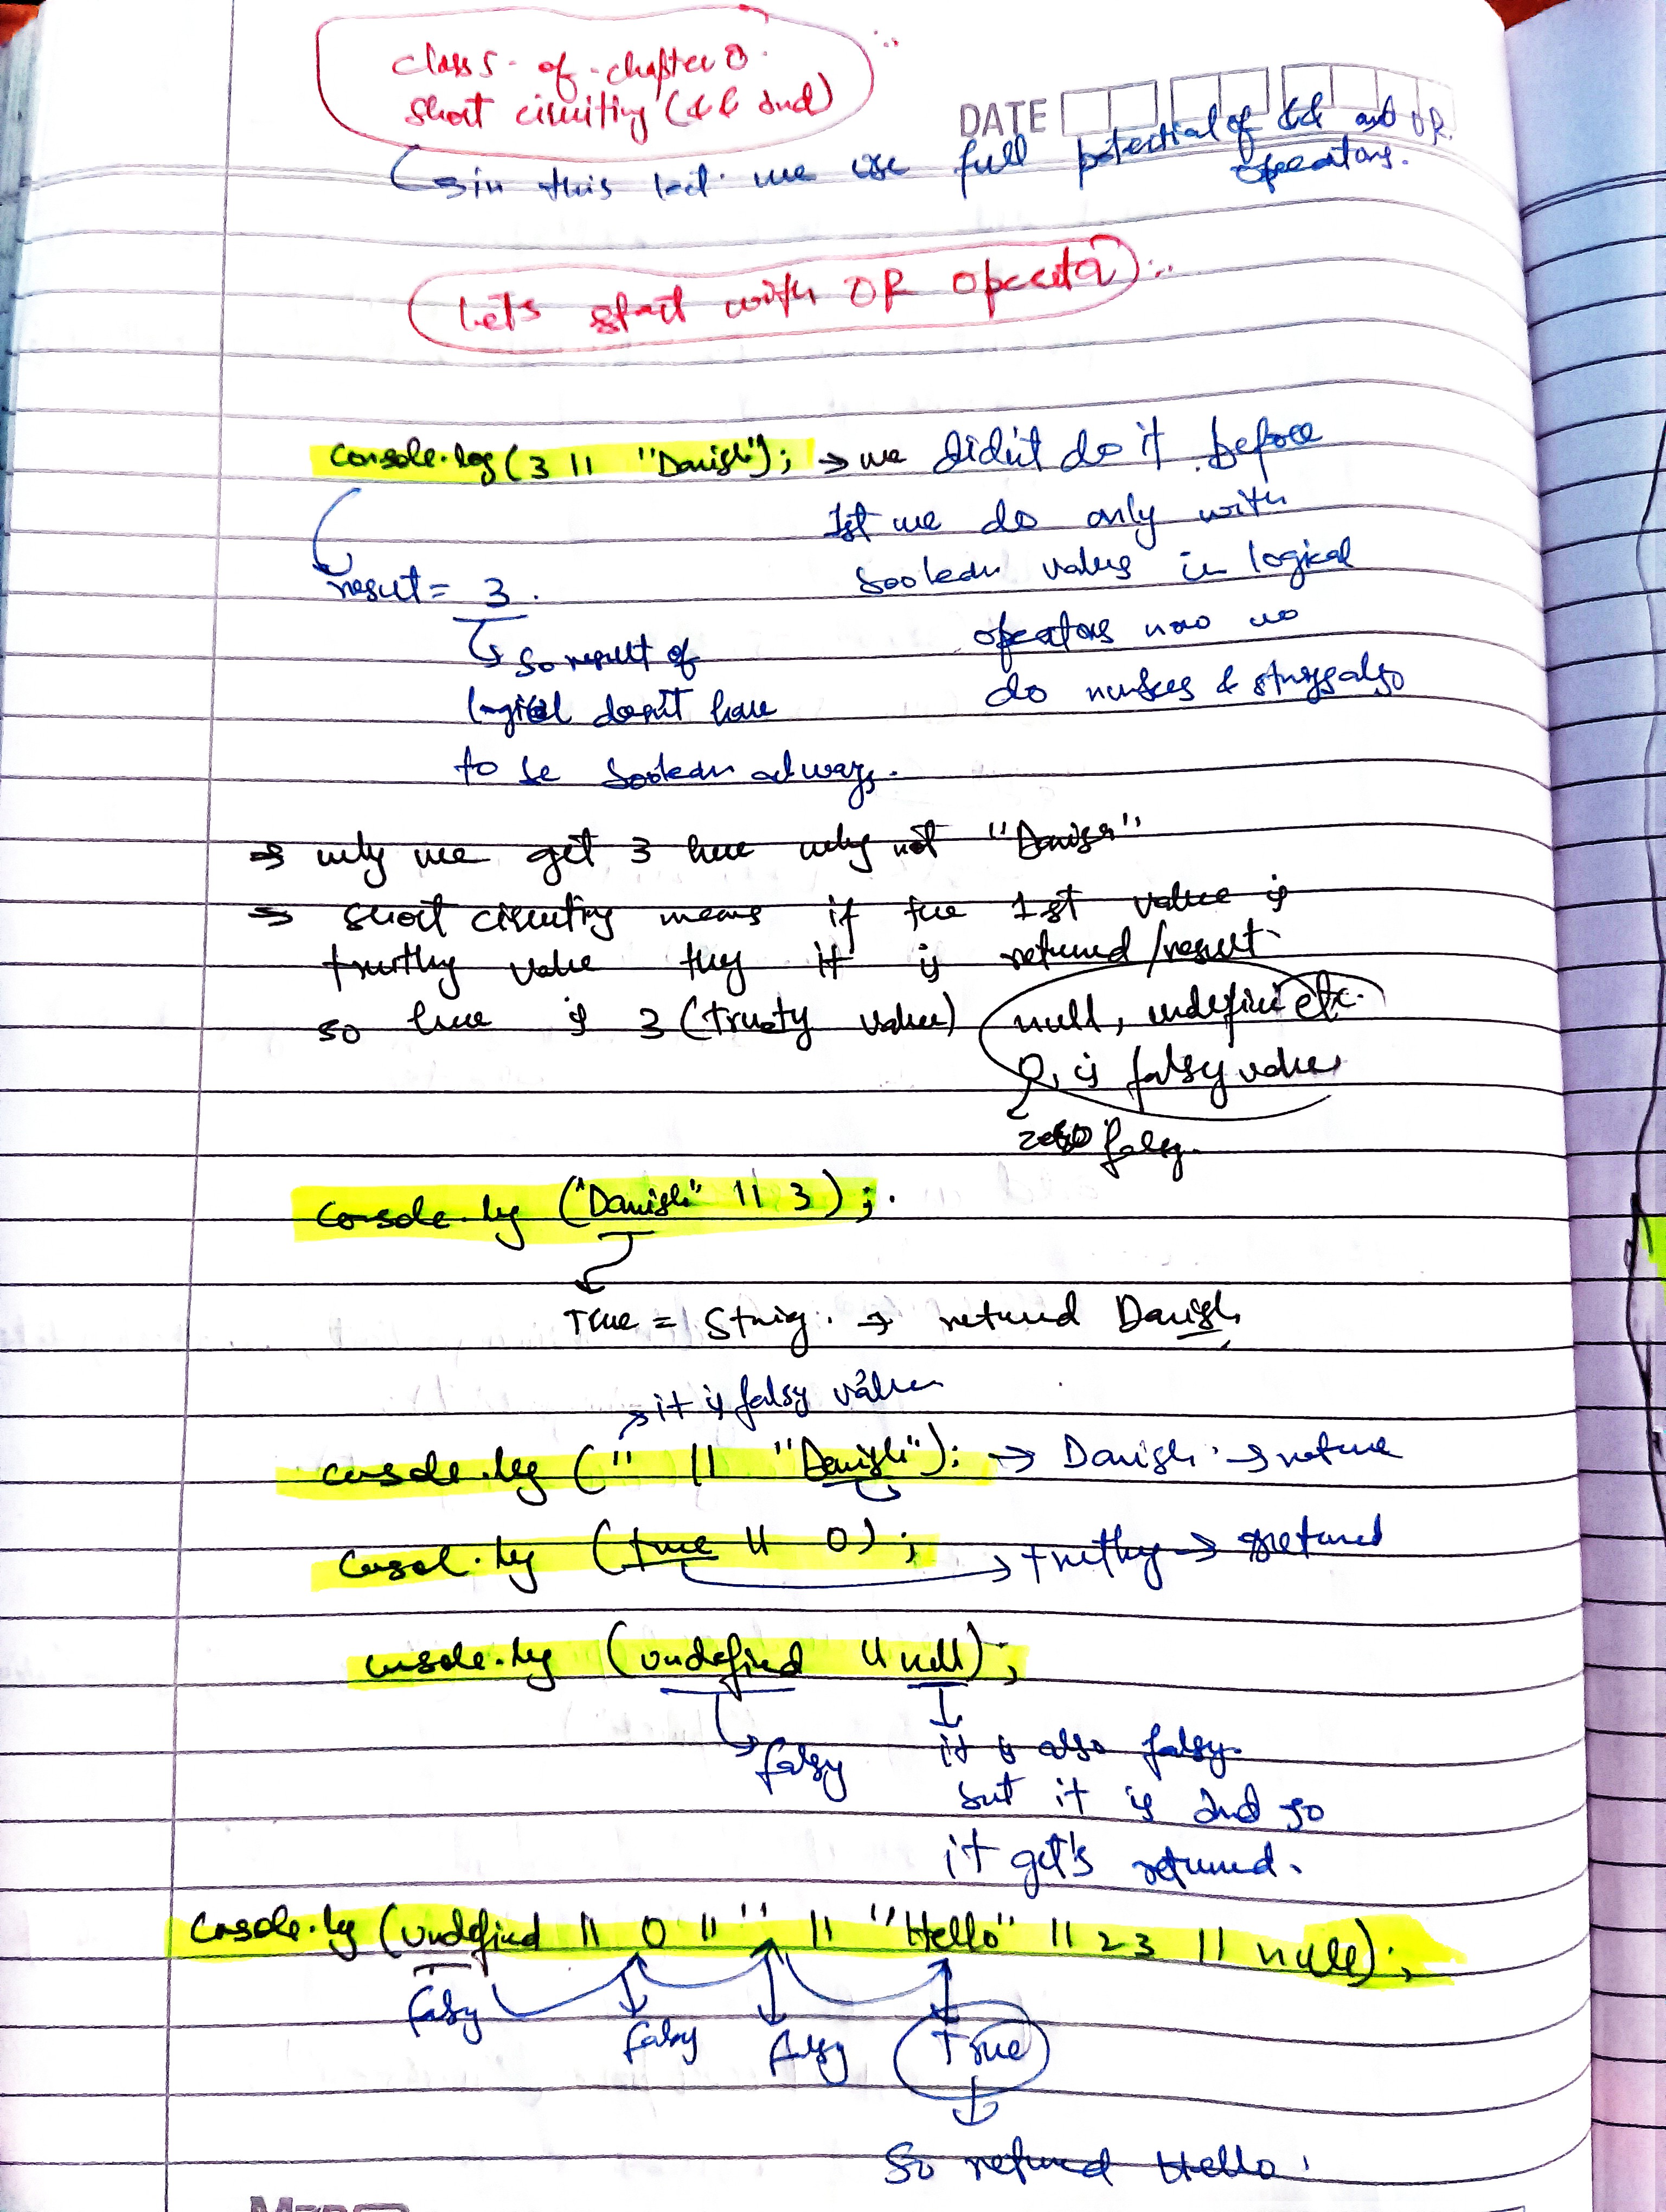 class 5 - of - chapter 8.
short circuiting (&& and)
DATE
in this lect. we use full potential of && and OR
operators.
Lets start with OR operator
console.log(3 || "Danish"); → we didn't do it before
1st we do only with
boolean values in logical
result = 3.
operators now we
so result of
do numbers & strings also
logical doesn't have
to be boolean always.
⇒ why we get 3 here why not "Danish"
⇒ short circuiting means if the 1st value is
truthy value they it is returned/result.
so here is 3 (truety value) null, undefini etc.
0, is falsy value
zero falsy.
console.log ("Danish" || 3);
True = String. → retured Danish
it is falsy value
console.log ('' || "Danish"); → Danish → return
consol.log (true || 0); → truthy → returned
console.log (undefined || null);
falsy it is also falsy.
but it is 2nd so
it get's returned.
Console.log (undefined || 0 || '' || "Hello" || 23 || null);
falsy falsy falsy True
So returned Hello.